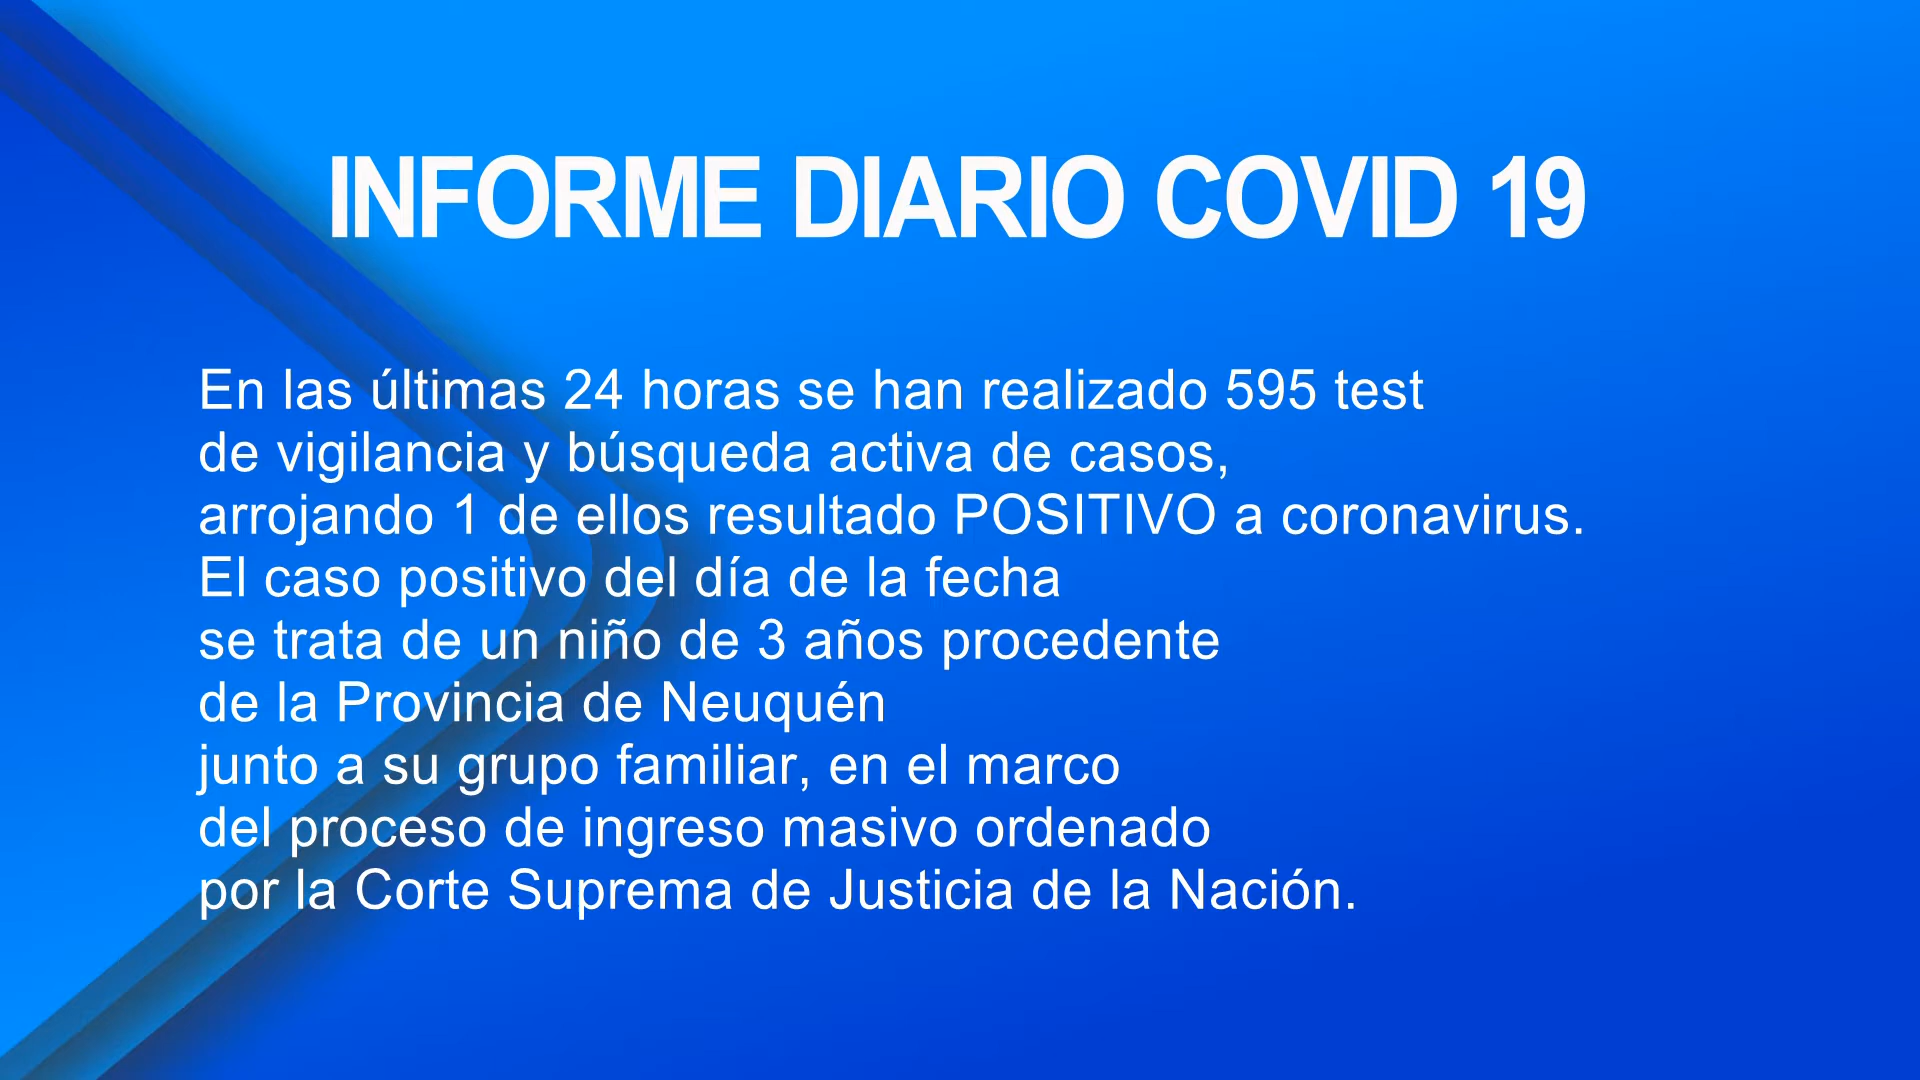 INFORME DIARIO COVID 19
En las últimas 24 horas se han realizado 595 test
de vigilancia y búsqueda activa de casos,
arrojando 1 de ellos resultado POSITIVO a coronavirus.
El caso positivo del día de la fecha
se trata de un niño de 3 años procedente
de la Provincia de Neuquén
junto a su grupo familiar, en el marco
del proceso de ingreso masivo ordenado
por la Corte Suprema de Justicia de la Nación.